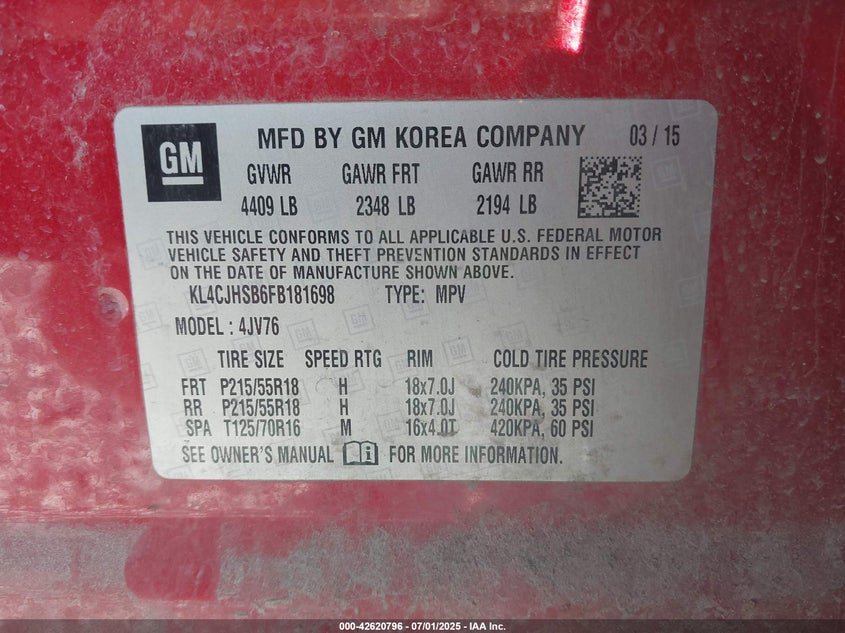 GM
MFD BY GM KOREA COMPANY 03 / 15
GVWR GAWR FRT GAWR RR
4409 LB 2348 LB 2194 LB
THIS VEHICLE CONFORMS TO ALL APPLICABLE U.S. FEDERAL MOTOR
VEHICLE SAFETY AND THEFT PREVENTION STANDARDS IN EFFECT
ON THE DATE OF MANUFACTURE SHOWN ABOVE.
KL4CJHSB6FB181698 TYPE: MPV
MODEL : 4JV76
TIRE SIZE SPEED RTG RIM COLD TIRE PRESSURE
FRT P215/55R18 H 18x7.0J 240KPA, 35 PSI
RR P215/55R18 H 18x7.0J 240KPA, 35 PSI
SPA T125/70R16 M 16x4.0T 420KPA, 60 PSI
SEE OWNER'S MANUAL i FOR MORE INFORMATION.
000-42620796 - 07/01/2025 - IAA Inc.